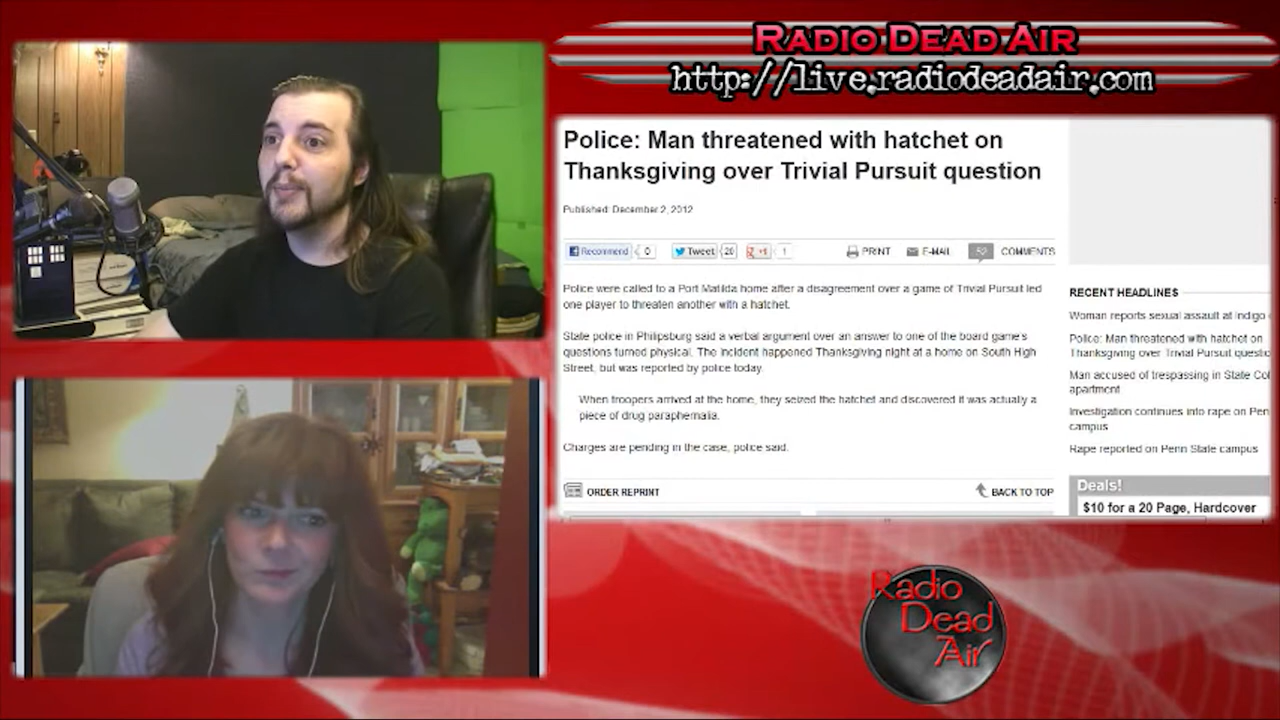 Radio Dead Air
http://live.radiodeadair.com
Police: Man threatened with hatchet on
Thanksgiving over Trivial Pursuit question
Published: December 2, 2012
Recommend 0 Tweet 20 +1 1 PRINT E-MAIL 52 COMMENTS
Police were called to a Port Matilda home after a disagreement over a game of Trivial Pursuit led
one player to threaten another with a hatchet.
State police in Philipsburg said a verbal argument over an answer to one of the board game's
questions turned physical. The incident happened Thanksgiving night at a home on South High
Street, but was reported by police today.
When troopers arrived at the home, they seized the hatchet and discovered it was actually a
piece of drug paraphernalia.
Charges are pending in the case, police said.
ORDER REPRINT BACK TO TOP
RECENT HEADLINES
Woman reports sexual assault at Indigo
Police: Man threatened with hatchet on
Thanksgiving over Trivial Pursuit questio
Man accused of trespassing in State Col
apartment
Investigation continues into rape on Pen
campus
Rape reported on Penn State campus
Deals!
$10 for a 20 Page, Hardcover
Radio
Dead
Air